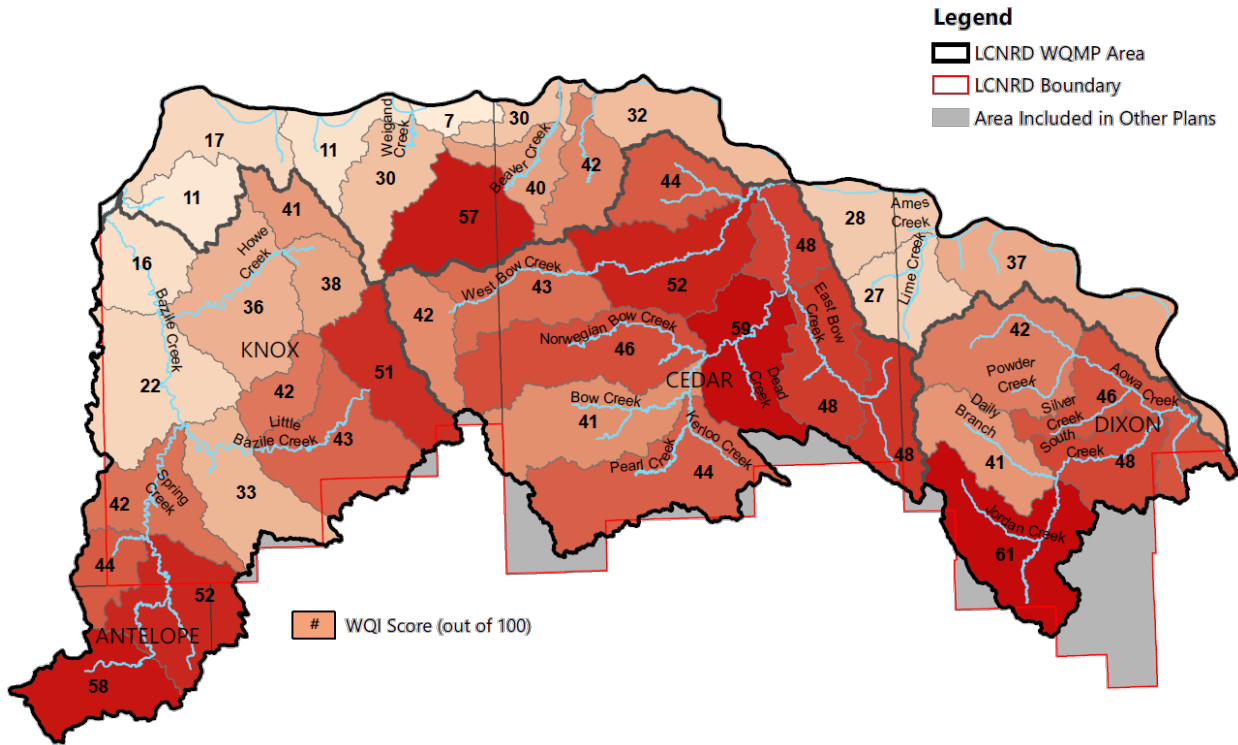 Legend
LCNRD WQMP Area
LCNRD Boundary
Area Included in Other Plans
7
30
32
17
11
Weigand
Creek
30
Beaver Creek
42
40
44
11
41
57
28
Ames
Creek
48
16
Howe
Creek
38
37
Lime Creek
27
West Bow Creek
43
52
36
42
East Bow
Creek
Bazile Creek
Norwegian Bow Creek
59
42
KNOX
46
51
CEDAR
Dead
Creek
Powder
Creek
Aowa Creek
22
42
Bow Creek
48
Daily
Branch
Silver
Creek
46
Little
Bazile Creek
43
41
Kerloo Creek
South
Creek
DIXON
Pearl Creek
44
48
41
48
Spring
Creek
42
33
Jordan Creek
61
44
52
# WQI Score (out of 100)
ANTELOPE
58